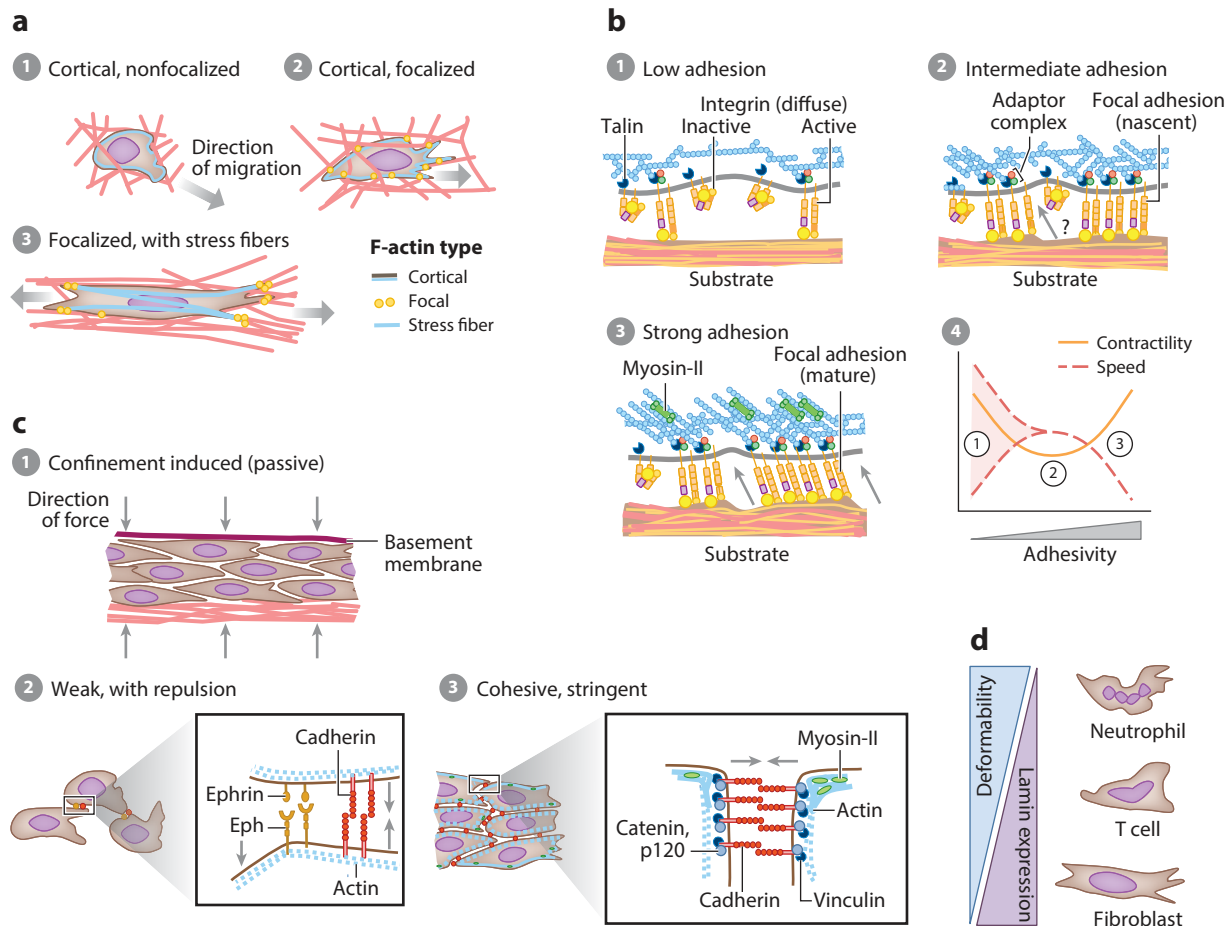 a
1 Cortical, nonfocalized
2 Cortical, focalized
Direction
of migration
3 Focalized, with stress fibers
F-actin type
Cortical
Focal
Stress fiber
b
1 Low adhesion
Integrin (diffuse)
Talin
Inactive
Active
Substrate
2 Intermediate adhesion
Adaptor
complex
Focal adhesion
(nascent)
?
Substrate
3 Strong adhesion
Myosin-II
Focal adhesion
(mature)
Substrate
4
Contractility
Speed
1
2
3
Adhesivity
c
1 Confinement induced (passive)
Direction
of force
Basement
membrane
2 Weak, with repulsion
Cadherin
Ephrin
Eph
Actin
3 Cohesive, stringent
Myosin-II
Actin
Catenin,
p120
Cadherin
Vinculin
d
Deformability
Lamin expression
Neutrophil
T cell
Fibroblast